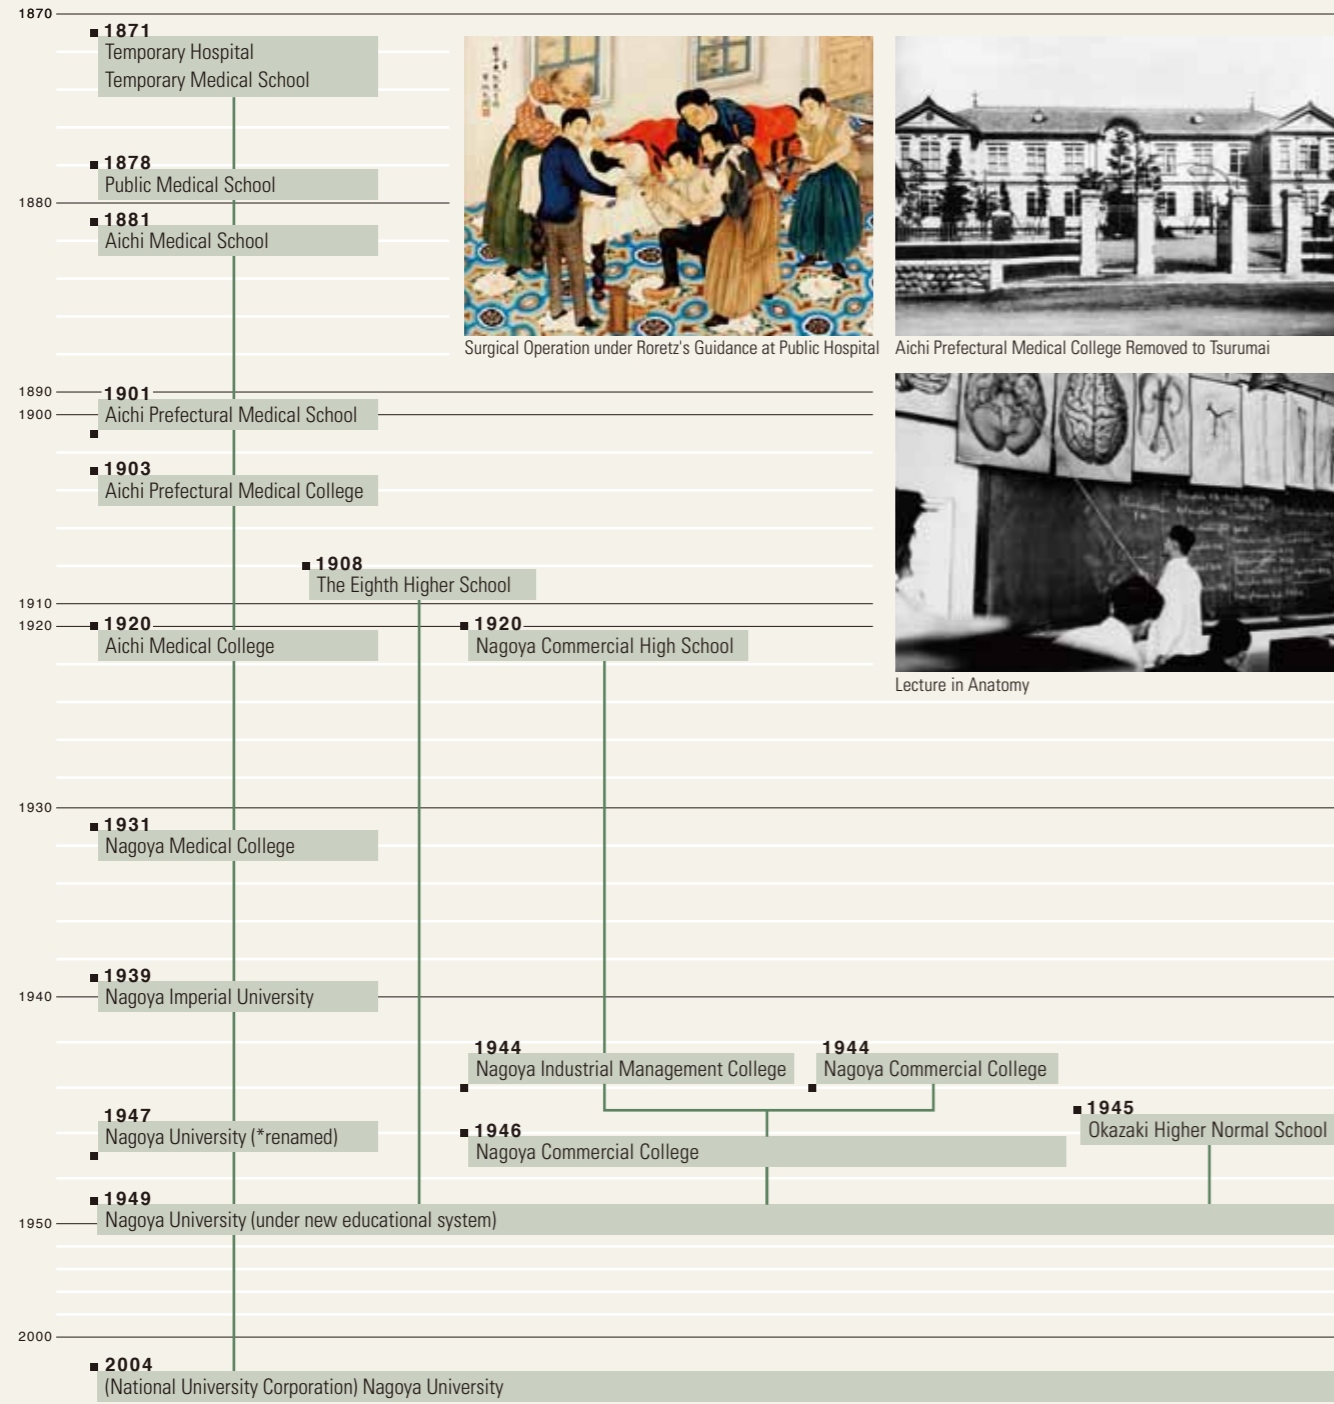 1870
1871
Temporary Hospital
Temporary Medical School
1878
Public Medical School
1880
1881
Aichi Medical School
Surgical Operation under Roretz's Guidance at Public Hospital
Aichi Prefectural Medical College Removed to Tsurumai
1890
1901
1900
Aichi Prefectural Medical School
1903
Aichi Prefectural Medical College
1908
The Eighth Higher School
1910
1920
1920
Aichi Medical College
1920
Nagoya Commercial High School
Lecture in Anatomy
1930
1931
Nagoya Medical College
1939
1940
Nagoya Imperial University
1944
Nagoya Industrial Management College
1944
Nagoya Commercial College
1945
Okazaki Higher Normal School
1947
Nagoya University (*renamed)
1946
Nagoya Commercial College
1949
1950
Nagoya University (under new educational system)
2000
2004
(National University Corporation) Nagoya University